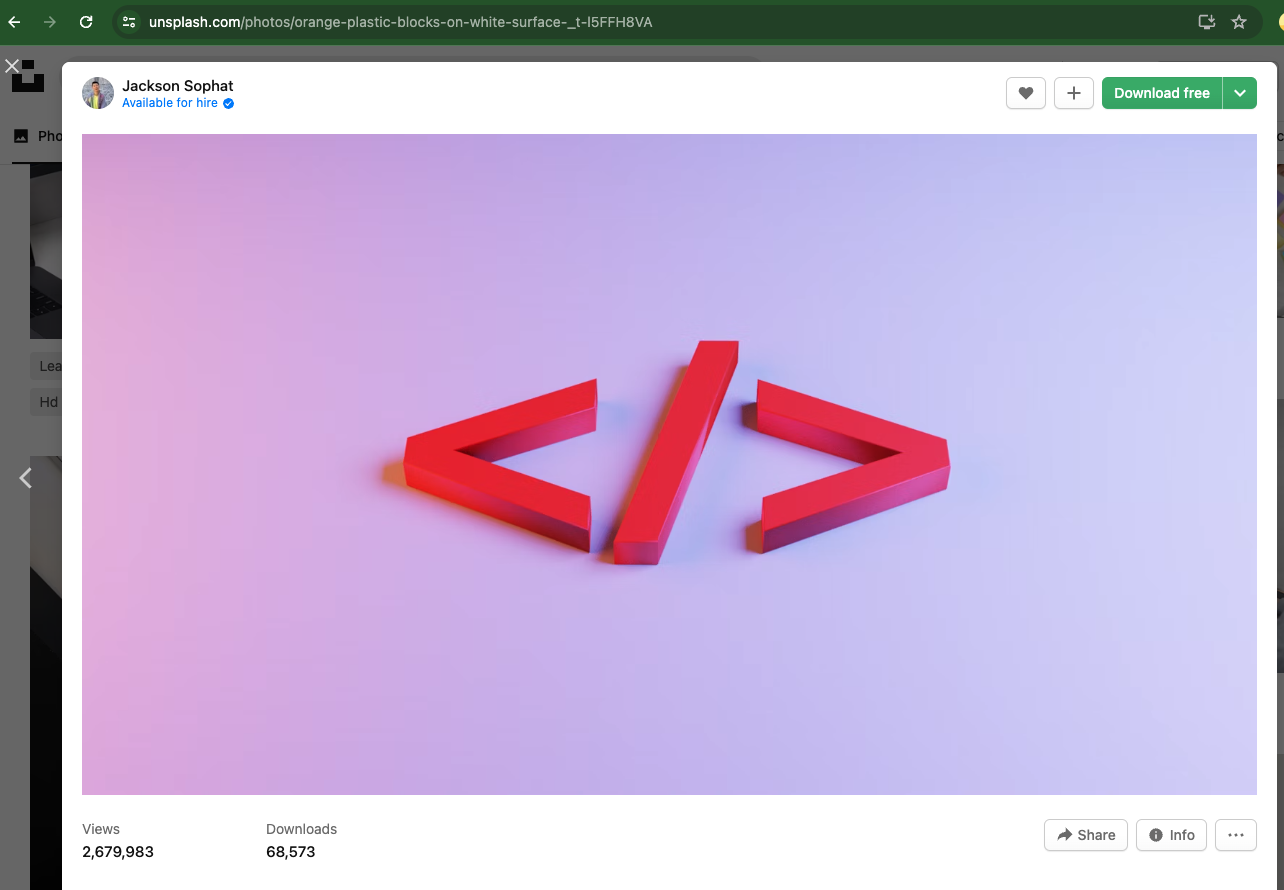 unsplash.com/photos/orange-plastic-blocks-on-white-surface-_t-l5FFH8VA
Jackson Sophat
Available for hire
Download free
Pho
Lea
Hd
</>
Views
Downloads
2,679,983
68,573
Share
Info